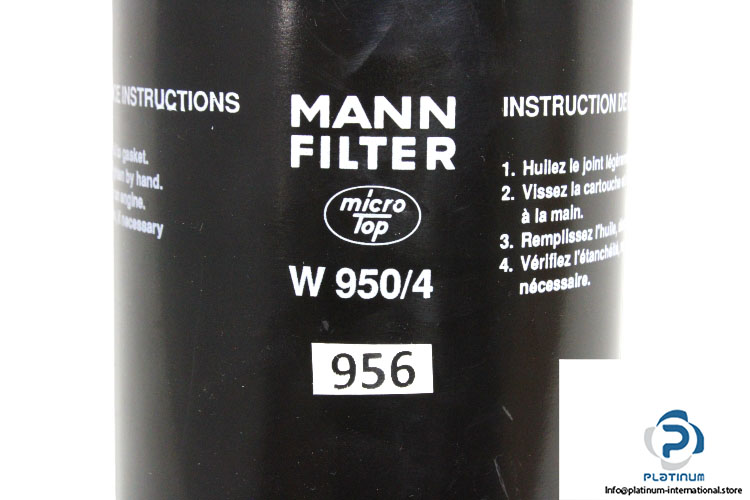 INSTRUCTIONS
gasket.
by hand.
engine.
if necessary
MANN
FILTER
micro
Top
W 950/4
956
INSTRUCTION DE
1. Huilez le joint
2. Vissez la cartouche
à la main.
3. Remplissez l'huile,
4. Vérifiez l'étanchéité,
nécessaire.
PLATINUM
Info@platinum-international.store